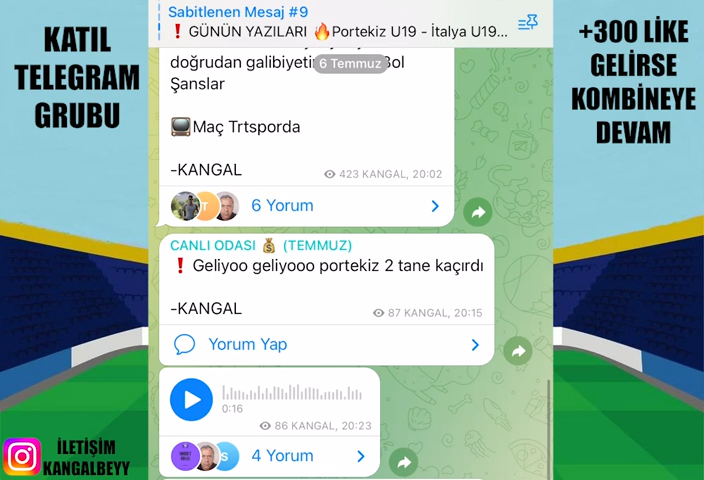 KATIL
TELEGRAM
GRUBU
+300 LIKE
GELİRSE
KOMBİNEYE
DEVAM
Sabitlenen Mesaj #9
❗ GÜNÜN YAZILARI 🔥Portekiz U19 - İtalya U19...
doğrudan galibiyetin
Bol
6 Temmuz
Şanslar
📺Maç Trtsporda
-KANGAL
423 KANGAL, 20:02
T
6 Yorum
CANLI ODASI 💰 (TEMMUZ)
❗ Geliyoo geliyooo portekiz 2 tane kaçırdı
-KANGAL
87 KANGAL, 20:15
Yorum Yap
0:16
86 KANGAL, 20:23
S
4 Yorum
İLETİŞİM
KANGALBEYY